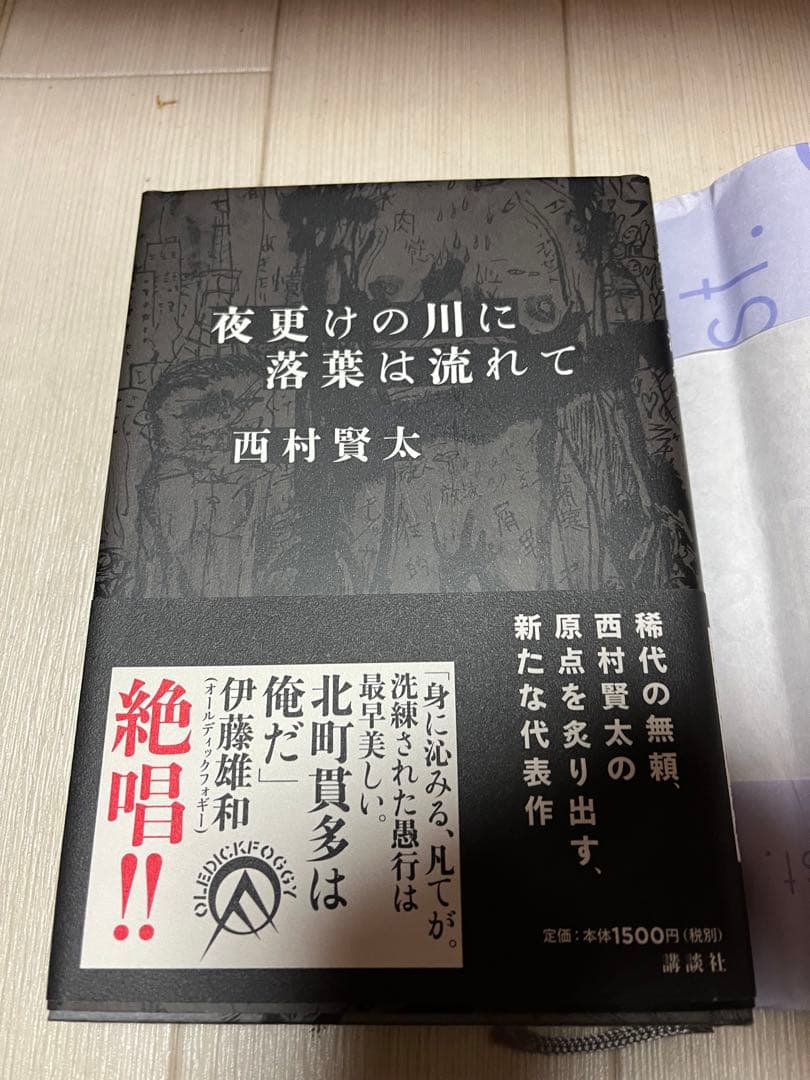 夜更けの川に
落葉は流れて
西村賢太
肉慾
稀代の無頼、
西村賢太の
原点を炙り出す、
新たな代表作
「身に沁みる、凡てが。
洗練された愚行は
最早美しい。
北町貫多は
俺だ」
伊藤雄和
(オールディックフォギー)
絶唱!!
OLEDICKFOGGY
定価:本体1500円(税別)
講談社
st.
st.